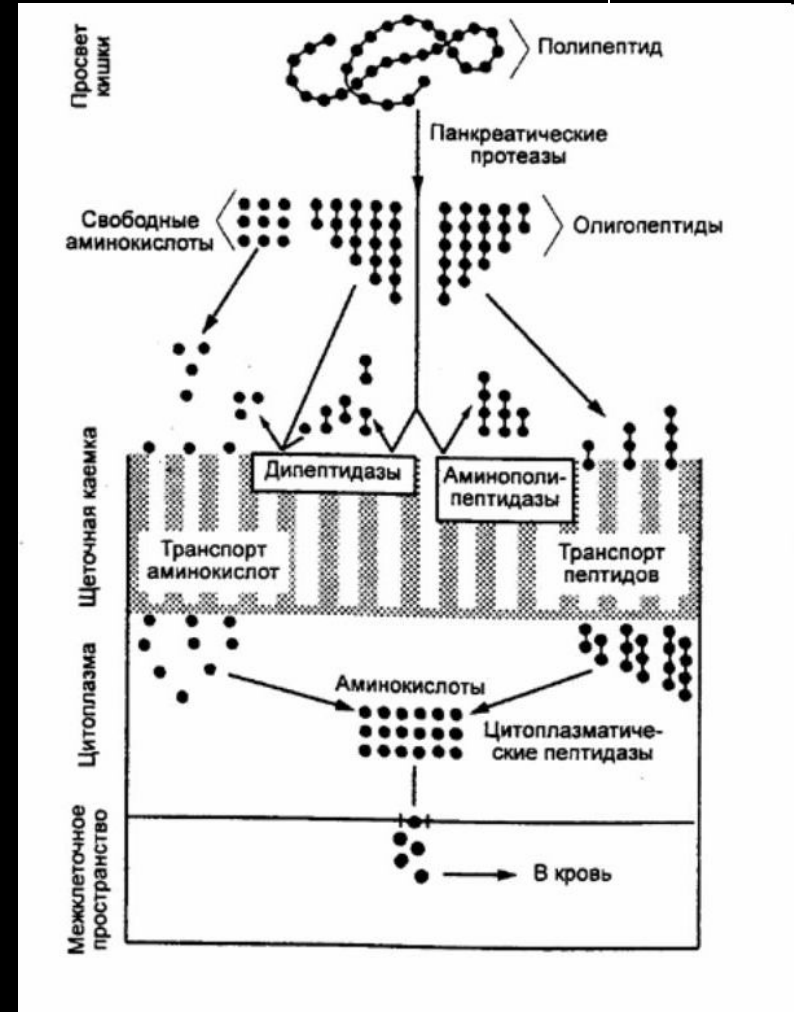 Просвет
кишки
Полипептид
Панкреатические
протеазы
Свободные
аминокислоты
Олигопептиды
Щеточная каемка
Дипептидазы
Аминополи-
пептидазы
Транспорт
аминокислот
Транспорт
пептидов
Цитоплазма
Аминокислоты
Цитоплазматиче-
ские пептидазы
Межклеточное
пространство
В кровь